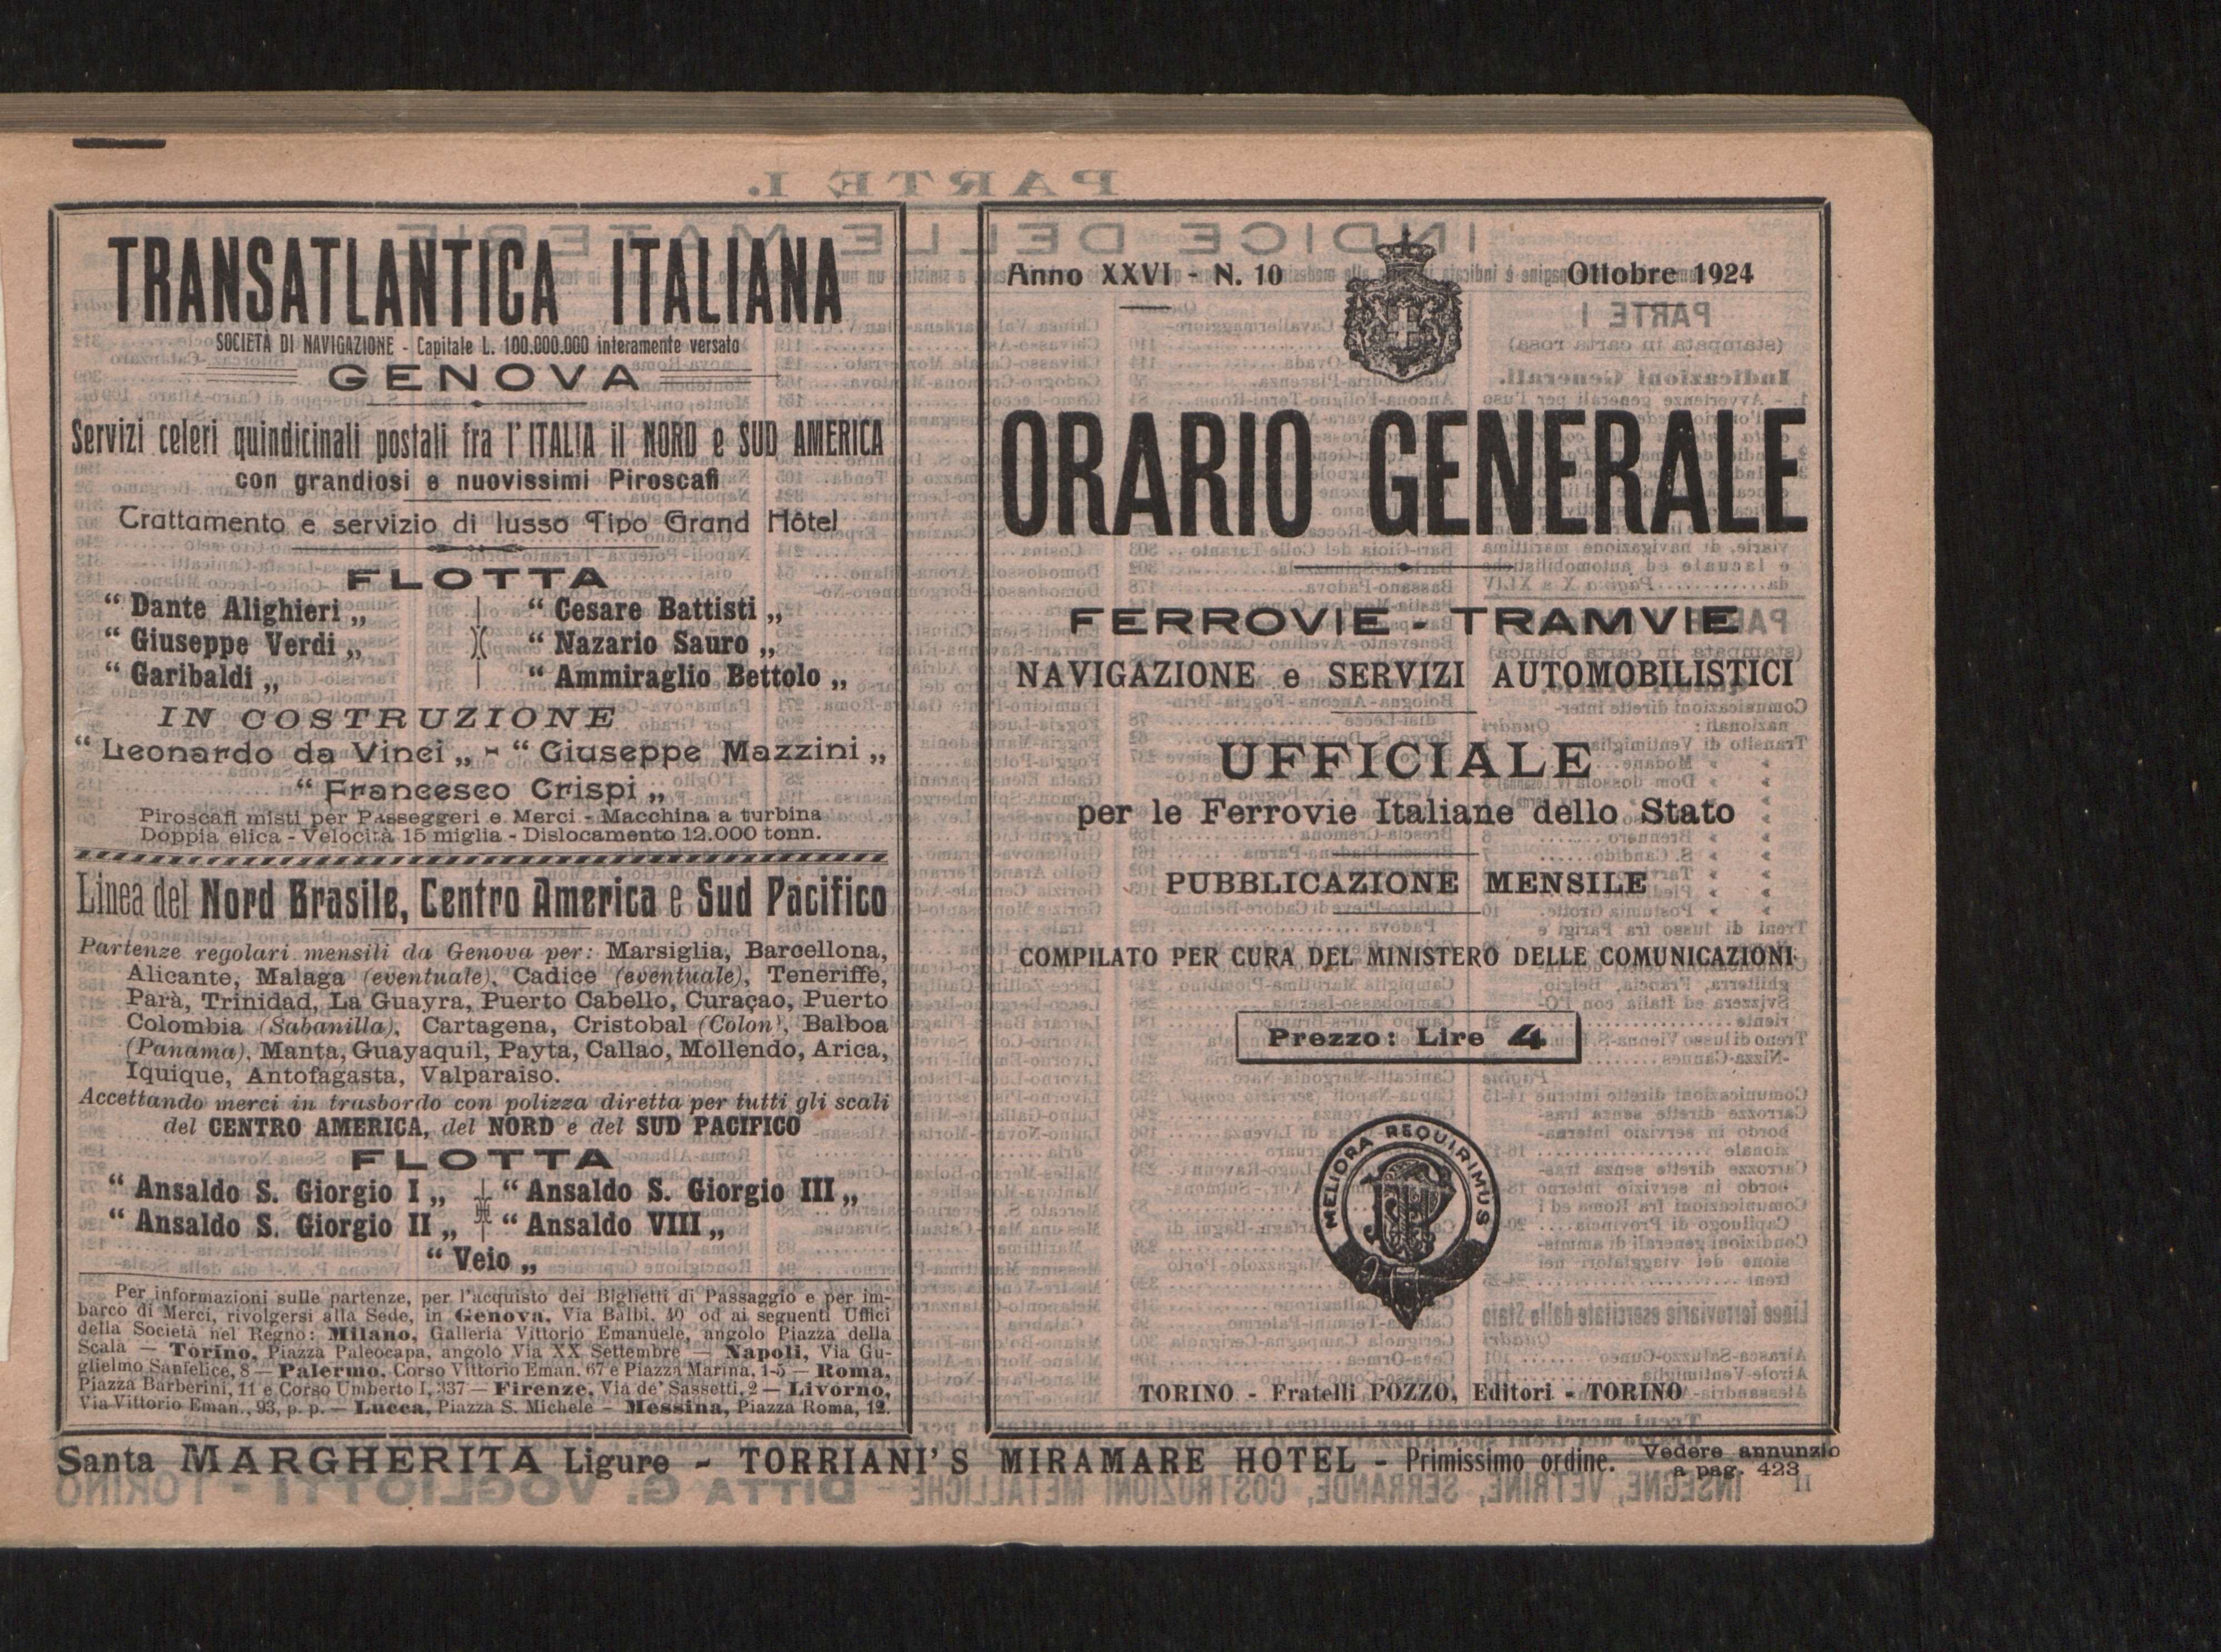 TRANSATLANTICA ITALIANA
SOCIETÀ DI NAVIGAZIONE - Capitale L. 100.000.000 interamente versato
GENOVA
Servizi celeri quindicinali postali fra l'ITALIA il NORD e SUD AMERICA
con grandiosi e nuovissimi Piroscafi
Trattamento e servizio di lusso Tipo Grand Hôtel
FLOTTA
“ Dante Alighieri „ “ Cesare Battisti „
“ Giuseppe Verdi „ “ Nazario Sauro „
“ Garibaldi „ “ Ammiraglio Bettolo „
IN COSTRUZIONE
“ Leonardo da Vinci „ - “ Giuseppe Mazzini „
“ Francesco Crispi „
Piroscafi misti per Passeggeri e Merci - Macchina a turbina
Doppia elica - Velocità 15 miglia - Dislocamento 12.000 tonn.
Linea del Nord Brasile, Centro America e Sud Pacifico
Partenze regolari mensili da Genova per: Marsiglia, Barcellona,
Alicante, Malaga (eventuale), Cadice (eventuale), Teneriffe,
Parà, Trinidad, La Guayra, Puerto Cabello, Curaçao, Puerto
Colombia (Sabanilla), Cartagena, Cristobal (Colon), Balboa
(Panama), Manta, Guayaquil, Payta, Callao, Mollendo, Arica,
Iquique, Antofagasta, Valparaiso.
Accettando merci in trasbordo con polizza diretta per tutti gli scali
del CENTRO AMERICA, del NORD e del SUD PACIFICO
FLOTTA
“ Ansaldo S. Giorgio I „ “ Ansaldo S. Giorgio III „
“ Ansaldo S. Giorgio II „ “ Ansaldo VIII „
“ Veio „
Per informazioni sulle partenze, per l'acquisto dei Biglietti di Passaggio e per im-
barco di Merci, rivolgersi alla Sede, in Genova, Via Balbi, 40 od ai seguenti Uffici
della Società nel Regno: Milano, Galleria Vittorio Emanuele, angolo Piazza della
Scala — Torino, Piazza Paleocapa, angolo Via XX Settembre — Napoli, Via Gu-
glielmo Sanfelice, 8 — Palermo, Corso Vittorio Eman. 67 e Piazza Marina, 1-5 — Roma,
Piazza Barberini, 11 e Corso Umberto I, 337 — Firenze, Via de' Sassetti, 2 — Livorno,
Via Vittorio Eman., 93, p. p. — Lucca, Piazza S. Michele — Messina, Piazza Roma, 12.
Anno XXVI - N. 10 Ottobre 1924
ORARIO GENERALE
FERROVIE - TRAMVIE
NAVIGAZIONE e SERVIZI AUTOMOBILISTICI
UFFICIALE
per le Ferrovie Italiane dello Stato
PUBBLICAZIONE MENSILE
COMPILATO PER CURA DEL MINISTERO DELLE COMUNICAZIONI
Prezzo: Lire 4
MELIORA REQUIRIMUS
TORINO - Fratelli POZZO, Editori - TORINO
Santa MARGHERITA Ligure - TORRIANI'S MIRAMARE HOTEL - Primissimo ordine. Vedere annunzio
a pag. 423